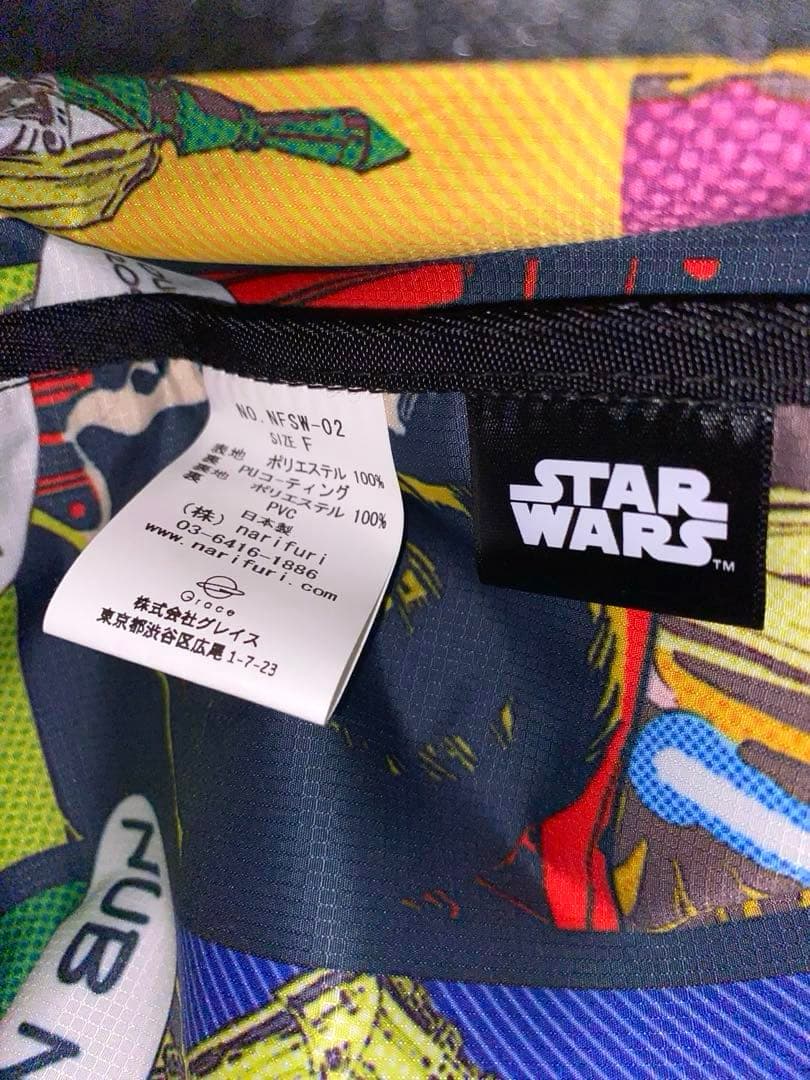 NO. NFSW-02
SIZE F
表地 ポリエステル 100%
裏 PUコーティング
裏地 ポリエステル 100%
裏 PVC
日本製
(株) narifuri
03-6416-1886
www.narifuri.com
Grace
株式会社グレイス
東京都渋谷区広尾1-7-23
STAR
WARS™
NUB